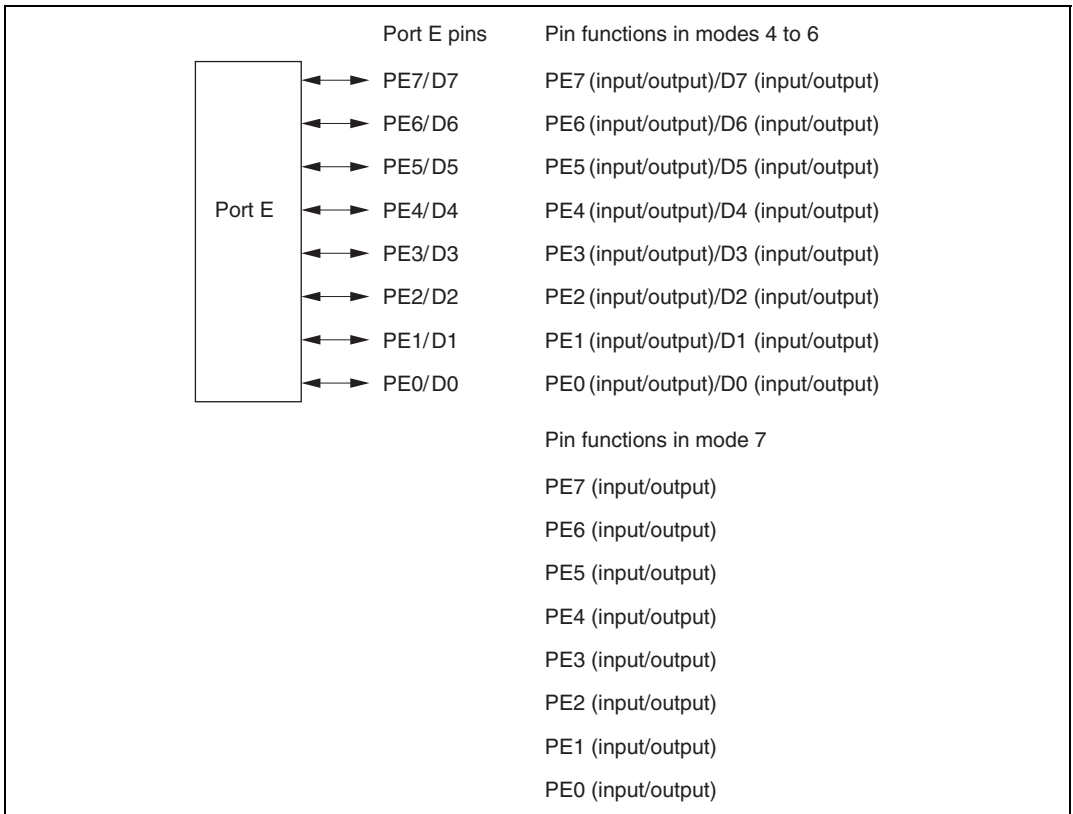 Port E pins Pin functions in modes 4 to 6
PE7/D7 PE7 (input/output)/D7 (input/output)
PE6/D6 PE6 (input/output)/D6 (input/output)
PE5/D5 PE5 (input/output)/D5 (input/output)
Port E PE4/D4 PE4 (input/output)/D4 (input/output)
PE3/D3 PE3 (input/output)/D3 (input/output)
PE2/D2 PE2 (input/output)/D2 (input/output)
PE1/D1 PE1 (input/output)/D1 (input/output)
PE0/D0 PE0 (input/output)/D0 (input/output)
Pin functions in mode 7
PE7 (input/output)
PE6 (input/output)
PE5 (input/output)
PE4 (input/output)
PE3 (input/output)
PE2 (input/output)
PE1 (input/output)
PE0 (input/output)